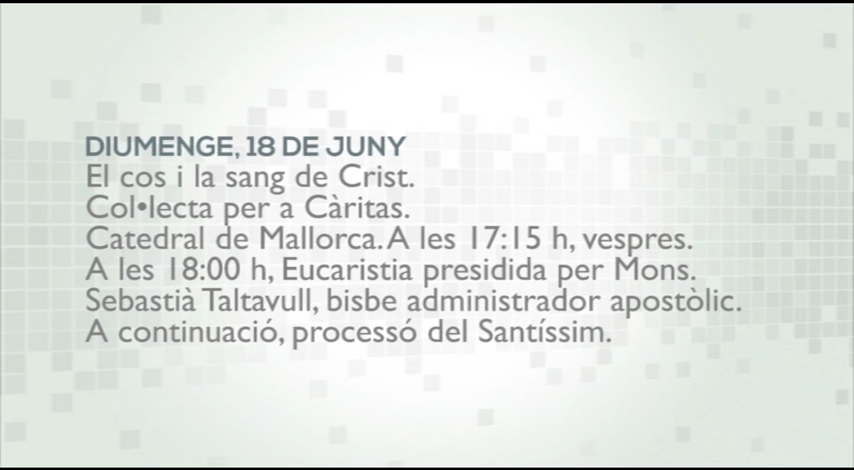 DIUMENGE, 18 DE JUNY
El cos i la sang de Crist.
Col•lecta per a Càritas.
Catedral de Mallorca. A les 17:15 h, vespres.
A les 18:00 h, Eucaristia presidida per Mons.
Sebastià Taltavull, bisbe administrador apostòlic.
A continuació, processó del Santíssim.